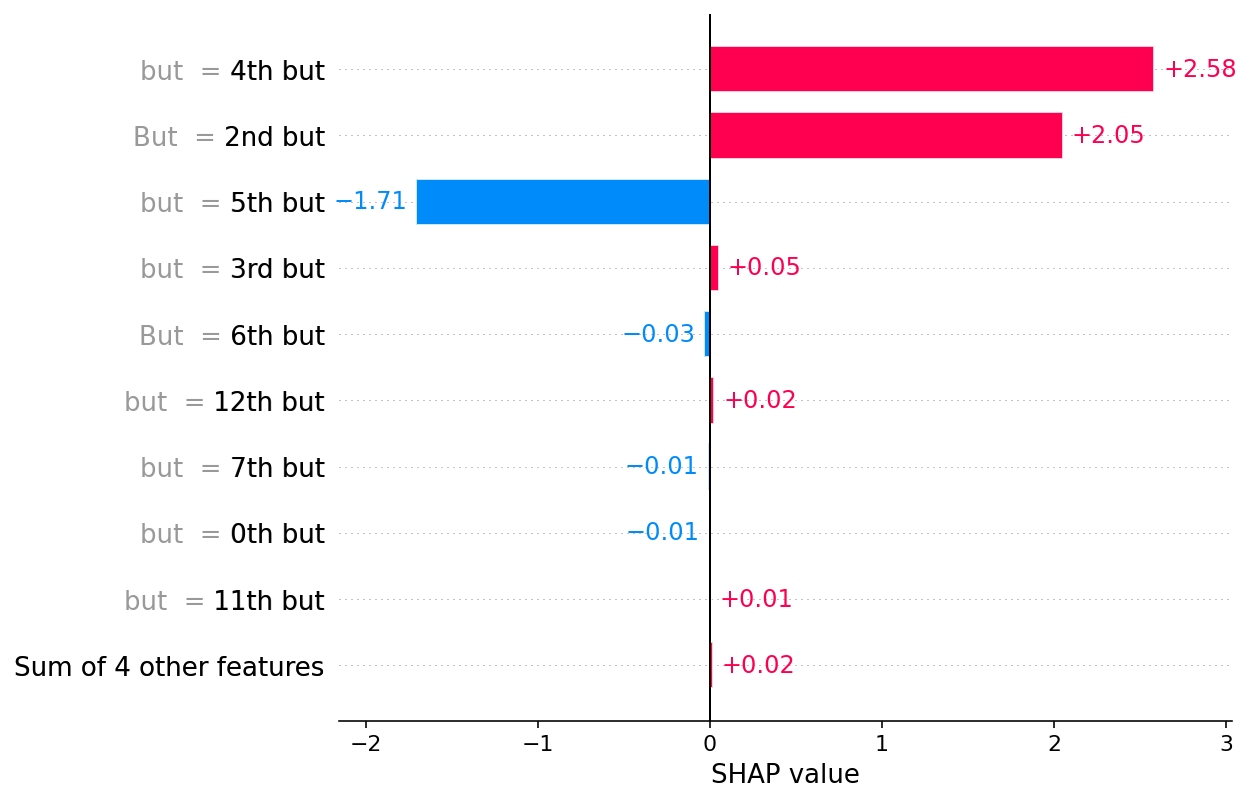 but = 4th but +2.58
But = 2nd but +2.05
but = 5th but −1.71
but = 3rd but +0.05
But = 6th but −0.03
but = 12th but +0.02
but = 7th but −0.01
but = 0th but −0.01
but = 11th but +0.01
Sum of 4 other features +0.02
−2 −1 0 1 2 3
SHAP value